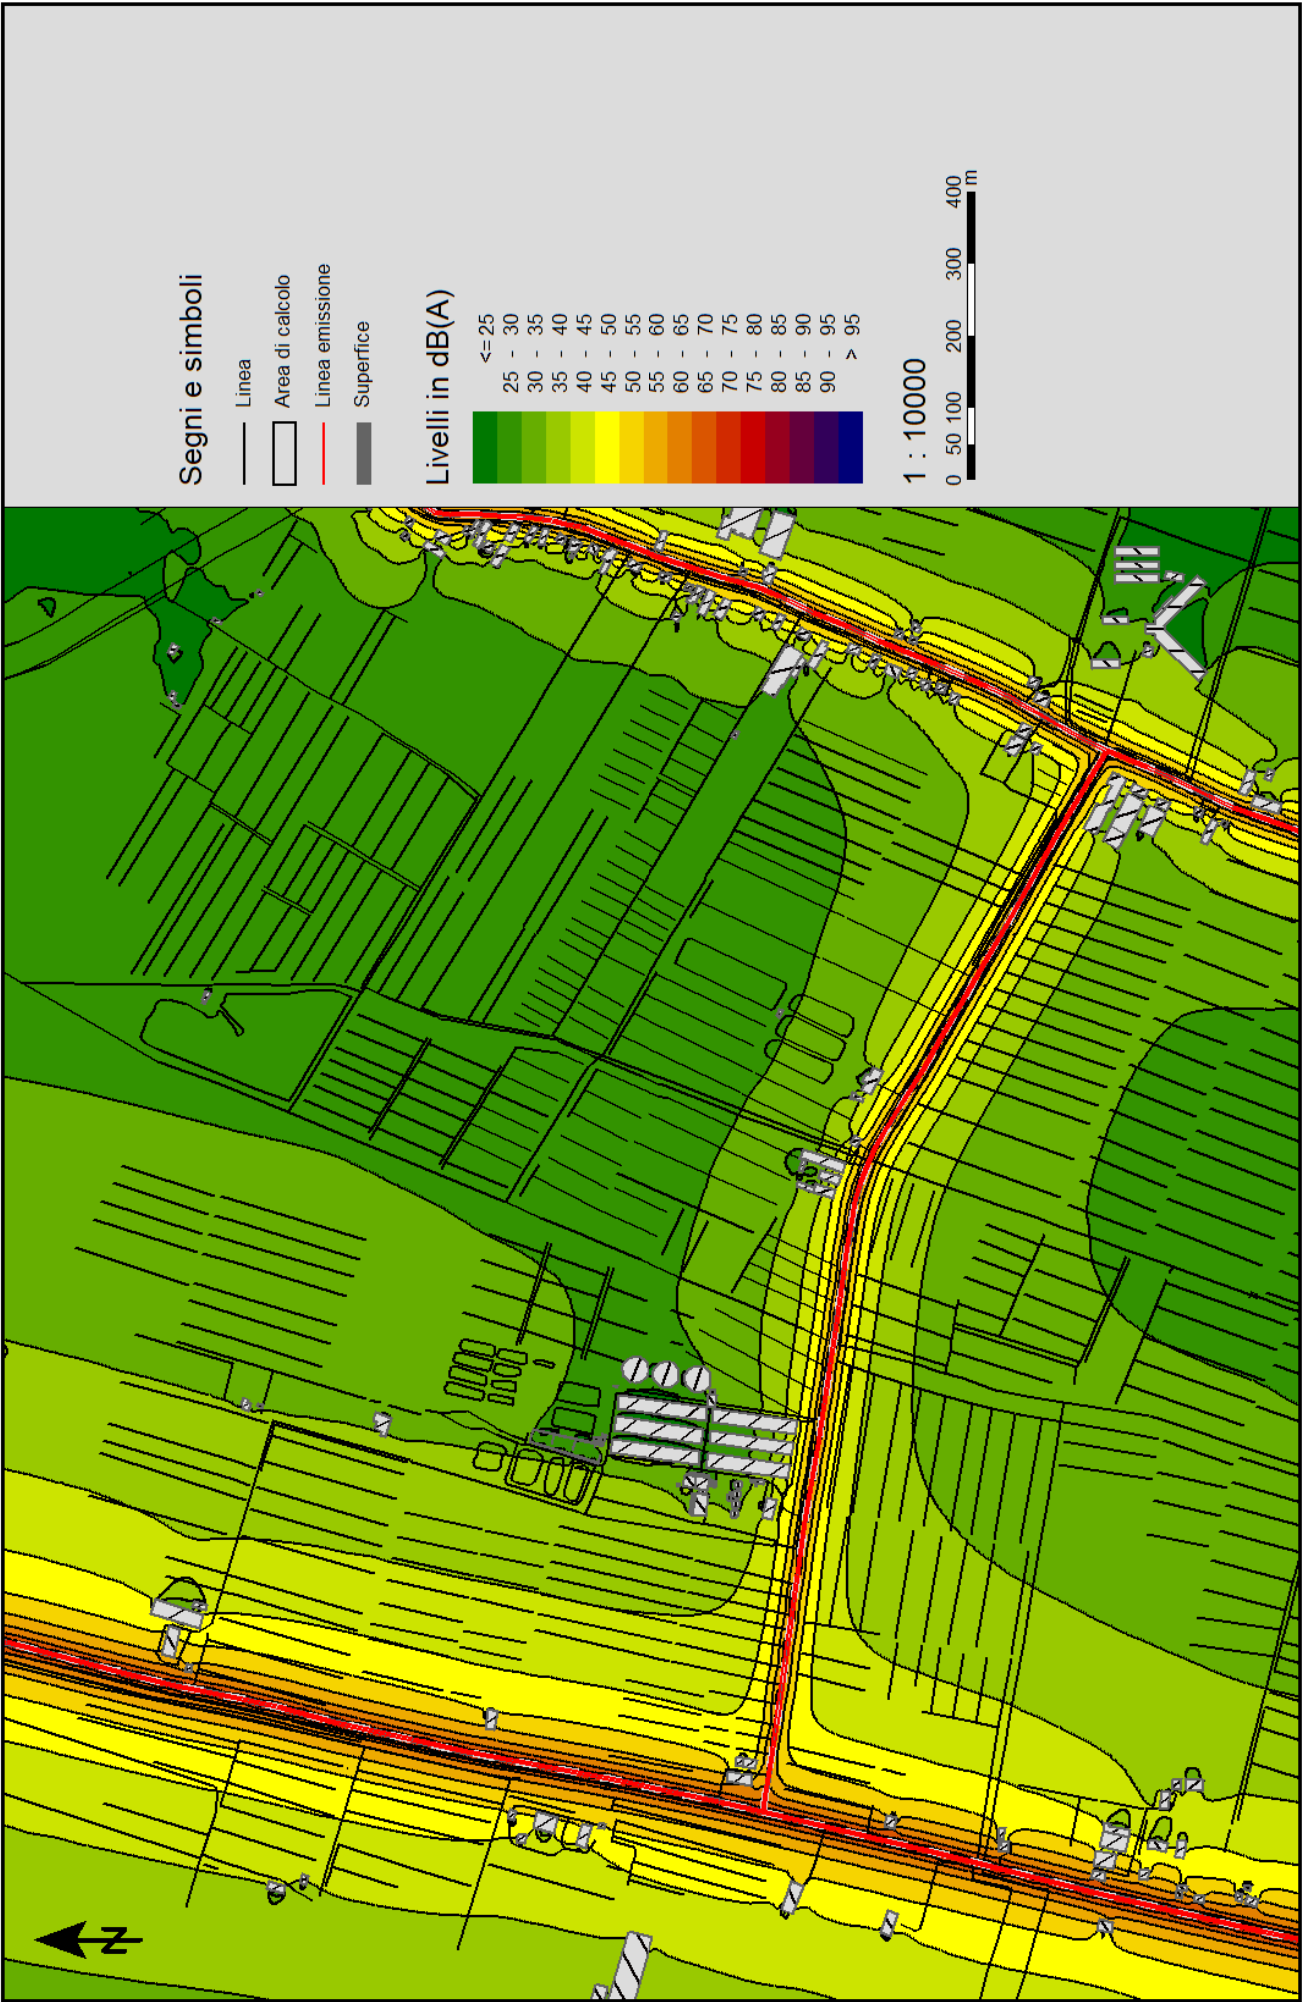 Segni e simboli
Linea
Area di calcolo
Linea emissione
Superfice
Livelli in dB(A)
<= 25
25 - 30
30 - 35
35 - 40
40 - 45
45 - 50
50 - 55
55 - 60
60 - 65
65 - 70
70 - 75
75 - 80
80 - 85
85 - 90
90 - 95
> 95
1 : 10000
0 50 100 200 300 400
m
N